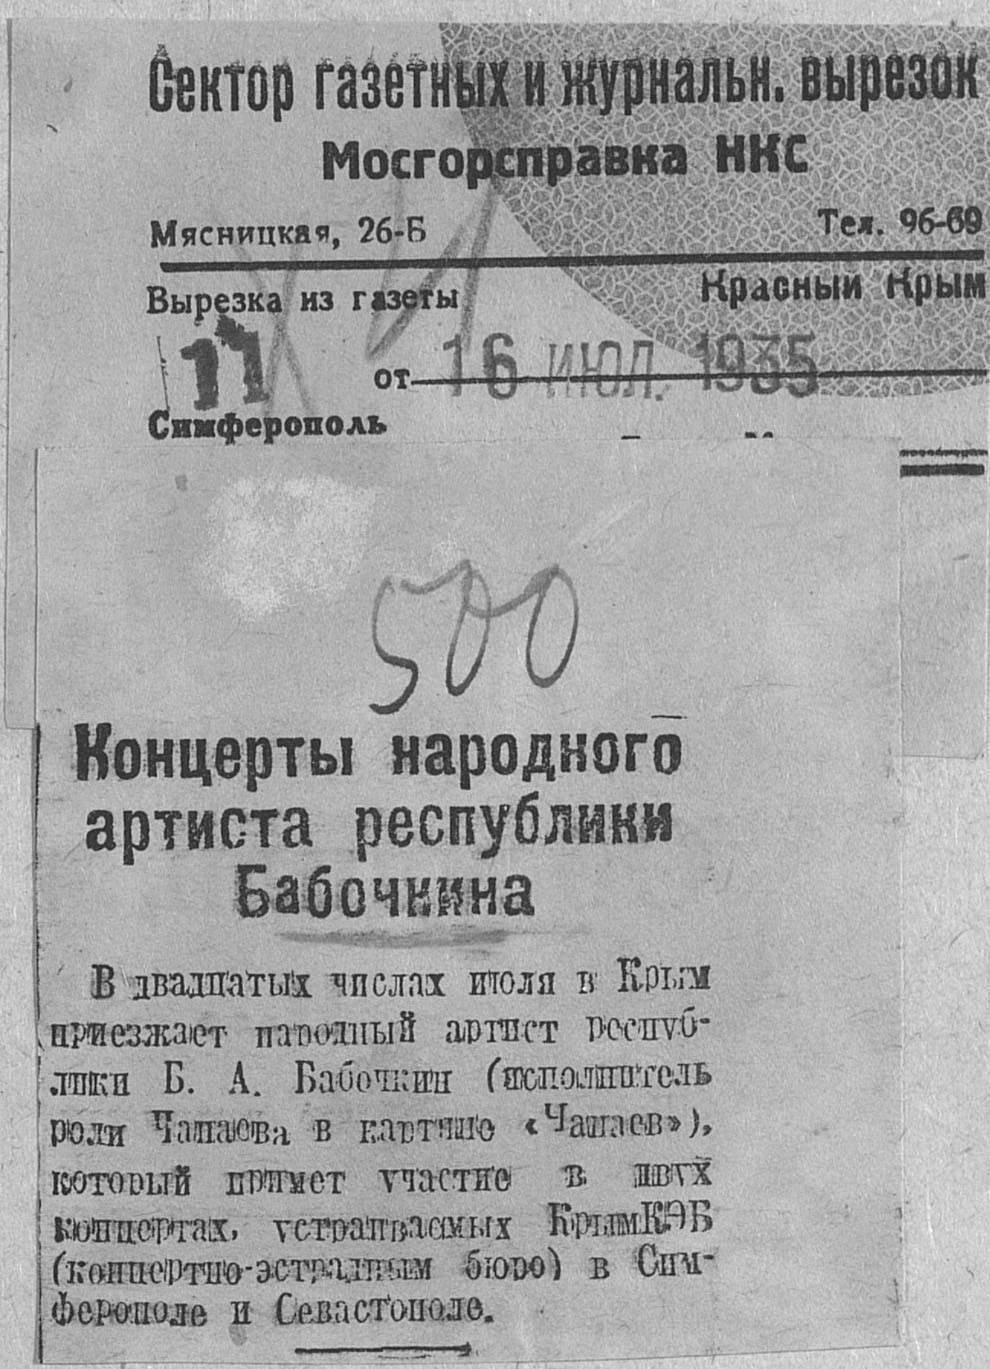 Сектор газетных и журнальн. вырезок
Мосгорсправка НКС
Мясницкая, 26-Б Тел. 96-69
Вырезка из газеты Красный Крым
11 от 16 ИЮЛ. 1935
Симферополь
500
Концерты народного
артиста республики
Бабочкина
В двадцатых числах июля в Крым
приезжает народный артист респуб-
лики Б. А. Бабочкин (исполнитель
роли Чапаева в картине «Чапаев»),
который примет участие в двух
концертах, устраиваемых КрымКЭБ
(концертно-эстрадным бюро) в Сим-
ферополе и Севастополе.